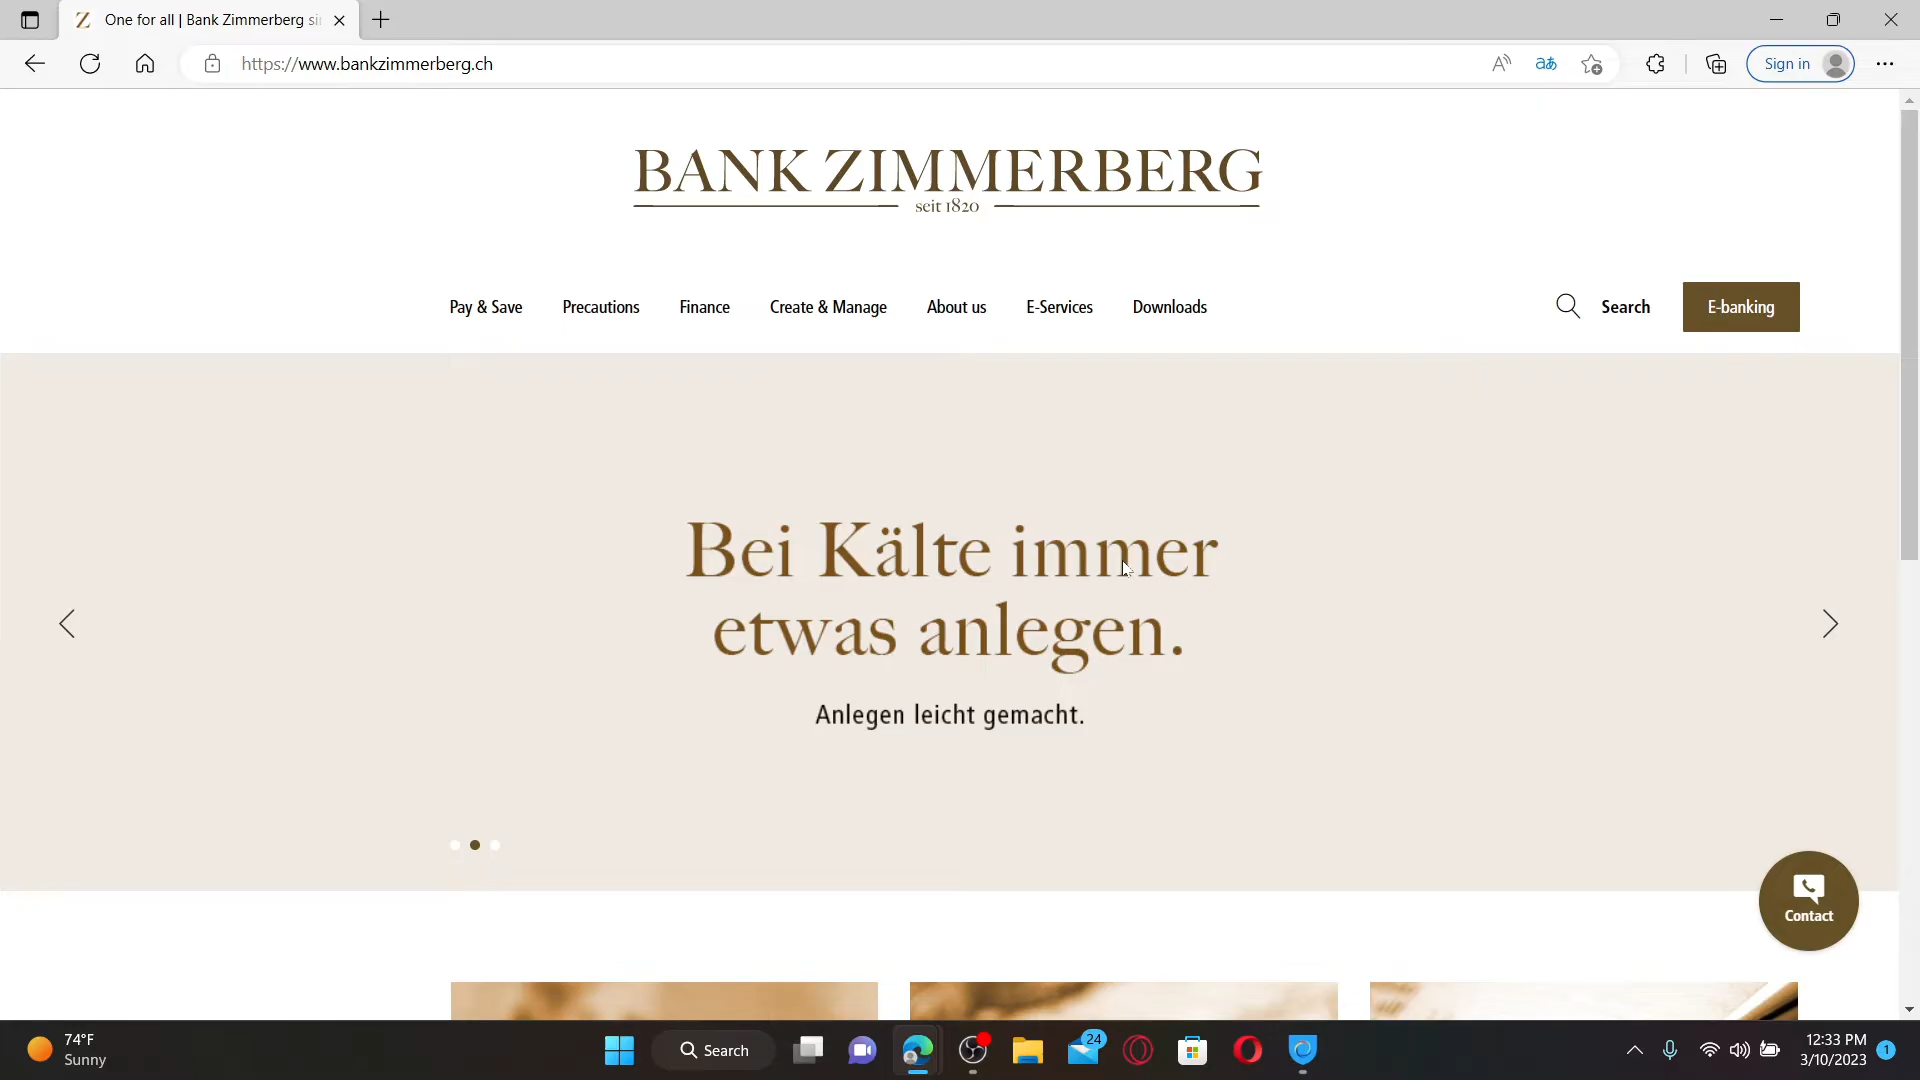 One for all | Bank Zimmerberg si
https://www.bankzimmerberg.ch
Sign in
BANK ZIMMERBERG
seit 1820
Pay & Save
Precautions
Finance
Create & Manage
About us
E-Services
Downloads
Search
E-banking
Bei Kälte immer
etwas anlegen.
Anlegen leicht gemacht.
Contact
74°F
Sunny
Search
24
12:33 PM
3/10/2023
1